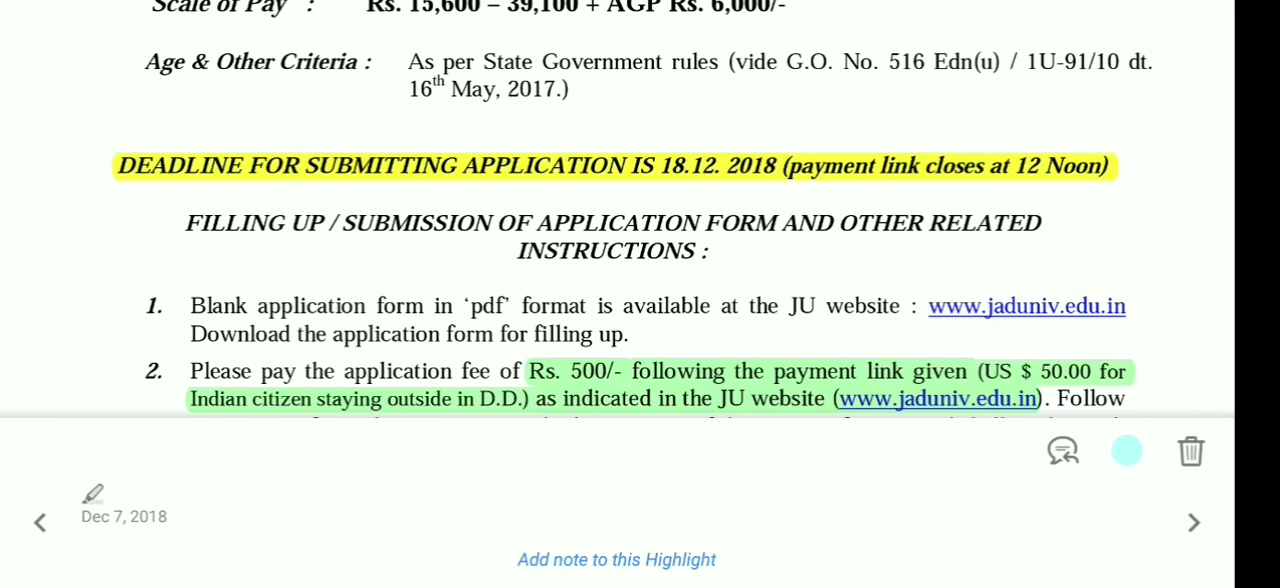 Scale of Pay : Rs. 15,600 – 39,100 + AGP Rs. 6,000/-
Age & Other Criteria : As per State Government rules (vide G.O. No. 516 Edn(u) / 1U-91/10 dt.
16th May, 2017.)
DEADLINE FOR SUBMITTING APPLICATION IS 18.12. 2018 (payment link closes at 12 Noon)
FILLING UP / SUBMISSION OF APPLICATION FORM AND OTHER RELATED
INSTRUCTIONS :
1. Blank application form in ‘pdf’ format is available at the JU website : www.jaduniv.edu.in
Download the application form for filling up.
2. Please pay the application fee of Rs. 500/- following the payment link given (US $ 50.00 for
Indian citizen staying outside in D.D.) as indicated in the JU website (www.jaduniv.edu.in). Follow
Dec 7, 2018
Add note to this Highlight